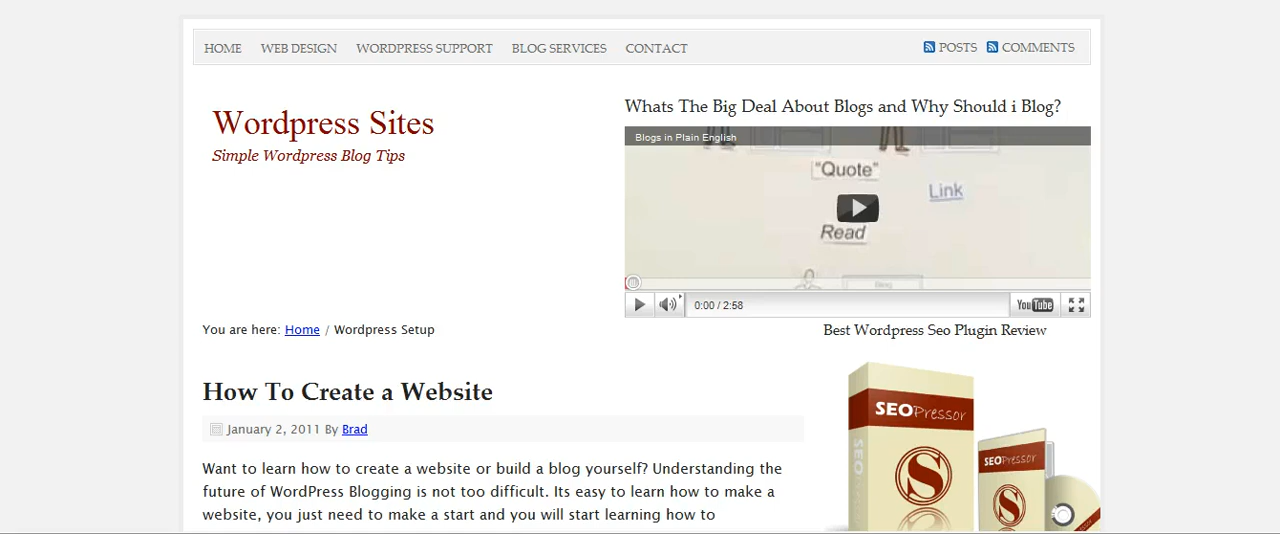 HOME WEB DESIGN WORDPRESS SUPPORT BLOG SERVICES CONTACT POSTS COMMENTS
Wordpress Sites
Simple Wordpress Blog Tips
Whats The Big Deal About Blogs and Why Should i Blog?
Blogs in Plain English
"Quote"
Link
Read
Blog
0:00 / 2:58 YouTube
You are here: Home / Wordpress Setup
Best Wordpress Seo Plugin Review
How To Create a Website
January 2, 2011 By Brad
Want to learn how to create a website or build a blog yourself? Understanding the
future of WordPress Blogging is not too difficult. Its easy to learn how to make a
website, you just need to make a start and you will start learning how to
SEOPressor
SEOPressor
S
SEOPressor
S